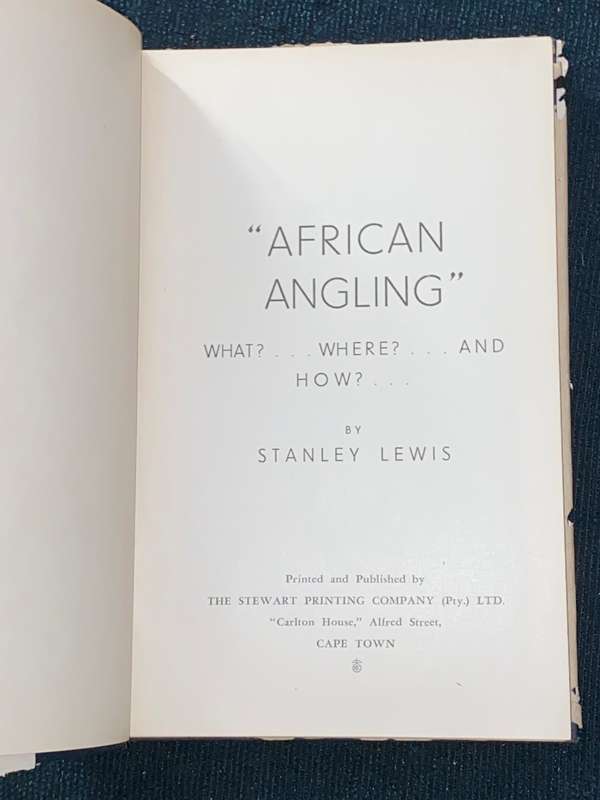 “AFRICAN
ANGLING”
WHAT? . . . WHERE? . . . AND
HOW? . . .
BY
STANLEY LEWIS
Printed and Published by
THE STEWART PRINTING COMPANY (Pty.) LTD.
“Carlton House,” Alfred Street,
CAPE TOWN